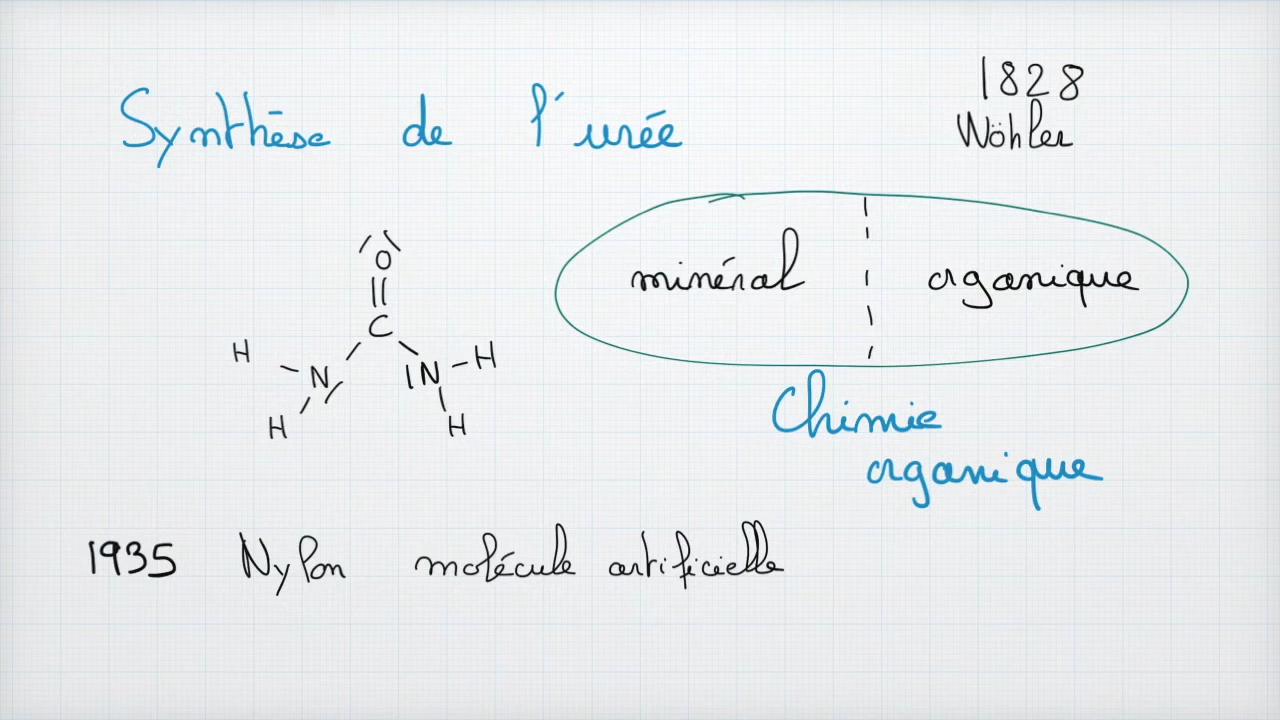 Synthèse de l'urée
1828
Wöhler
minéral organique
O
C
H N N H
H H
Chimie
organique
1935 Nylon molécule artificielle